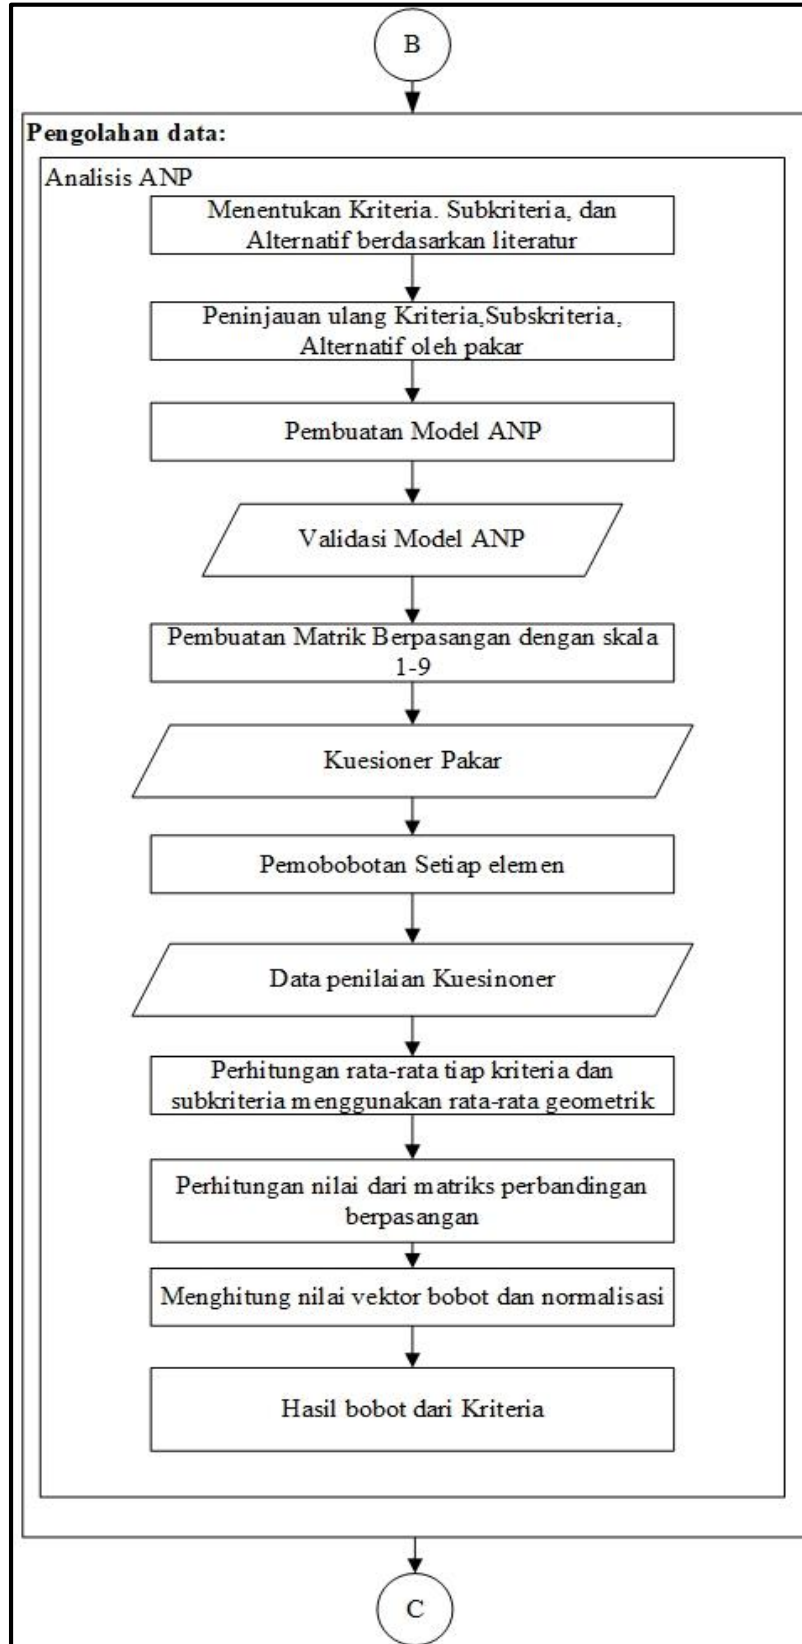 B
Pengolahan data:
Analisis ANP
Menentukan Kriteria. Subkriteria, dan
Alternatif berdasarkan literatur
Peninjauan ulang Kriteria,Subskriteria,
Alternatif oleh pakar
Pembuatan Model ANP
Validasi Model ANP
Pembuatan Matrik Berpasangan dengan skala
1-9
Kuesioner Pakar
Pemobobotan Setiap elemen
Data penilaian Kuesinoner
Perhitungan rata-rata tiap kriteria dan
subkriteria menggunakan rata-rata geometrik
Perhitungan nilai dari matriks perbandingan
berpasangan
Menghitung nilai vektor bobot dan normalisasi
Hasil bobot dari Kriteria
C